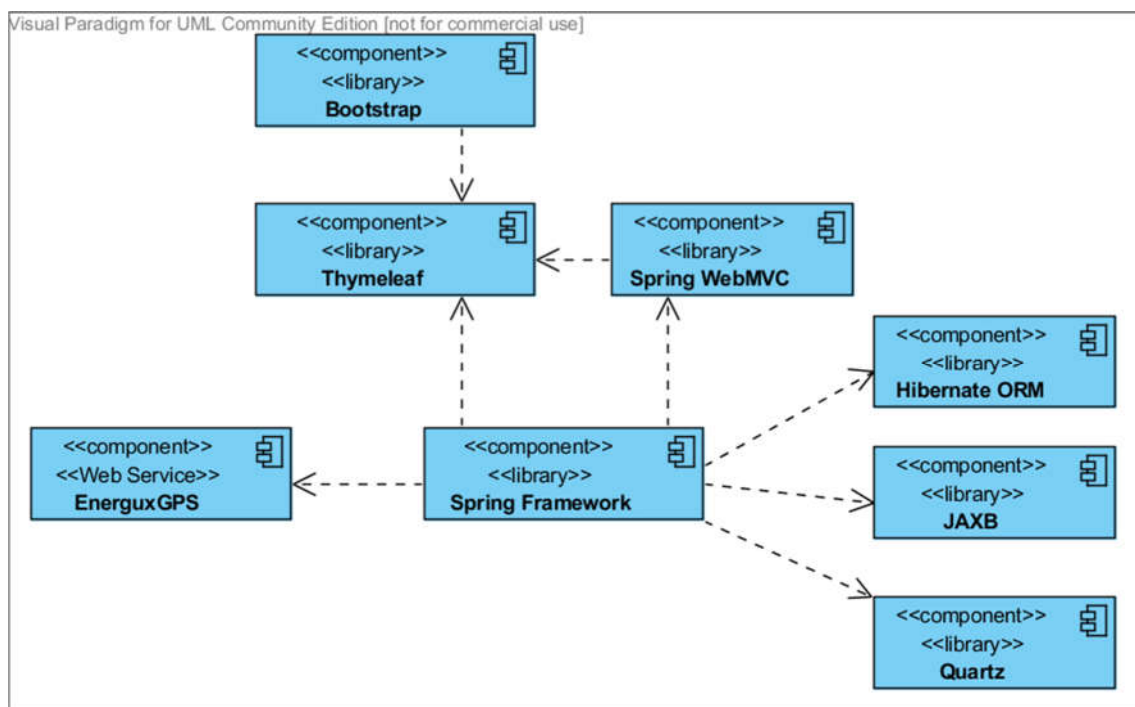 Visual Paradigm for UML Community Edition [not for commercial use]
<<component>>
<<library>>
Bootstrap
<<component>>
<<library>>
Thymeleaf
<<component>>
<<library>>
Spring WebMVC
<<component>>
<<library>>
Hibernate ORM
<<component>>
<<Web Service>>
EnerguxGPS
<<component>>
<<library>>
Spring Framework
<<component>>
<<library>>
JAXB
<<component>>
<<library>>
Quartz